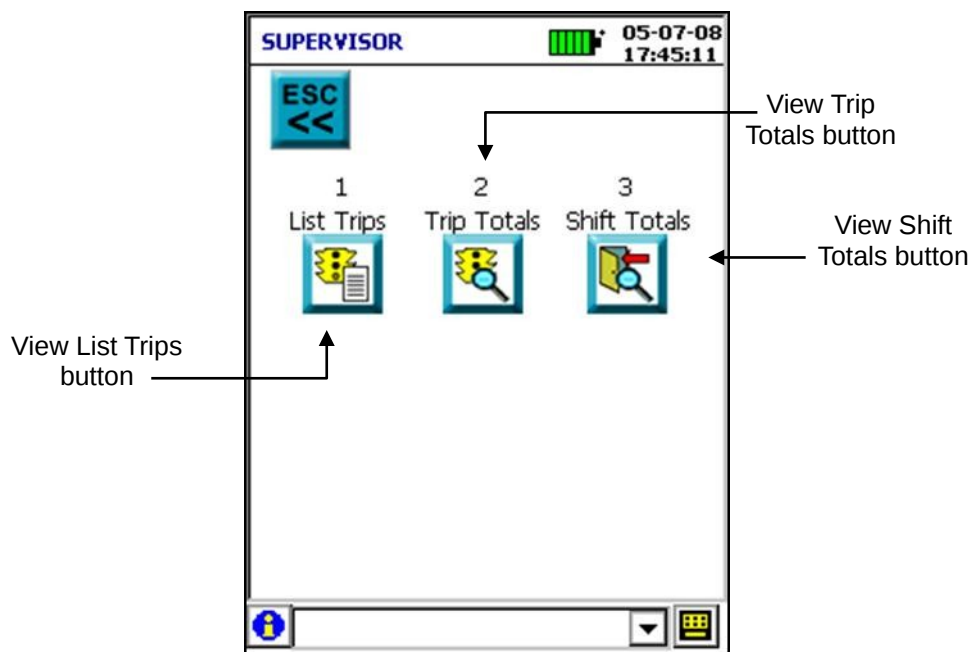 SUPERVISOR
05-07-08
17:45:11
ESC
<<
View Trip
Totals button
1 2 3
List Trips Trip Totals Shift Totals
View Shift
Totals button
View List Trips
button
i